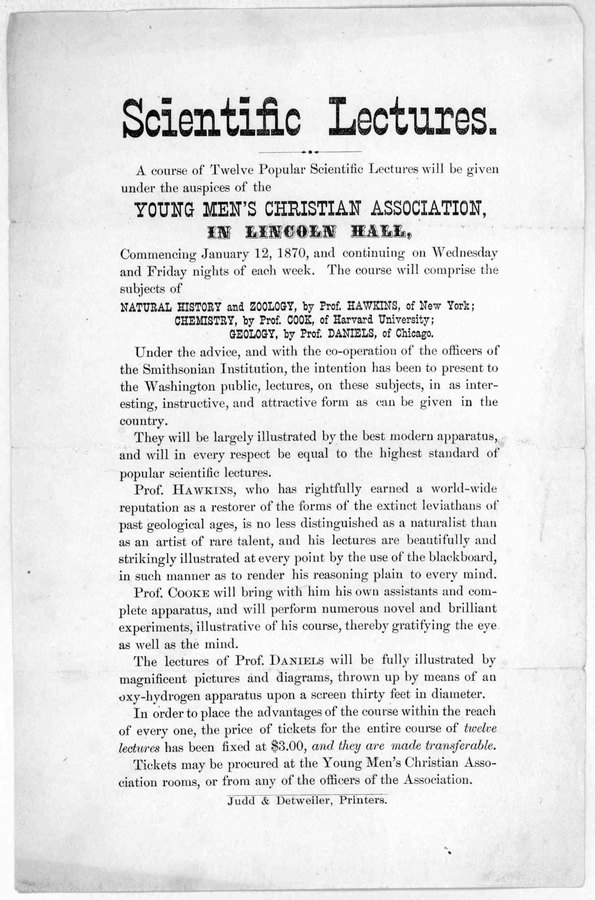 Scientific Lectures.
A course of Twelve Popular Scientific Lectures will be given
under the auspices of the
YOUNG MEN'S CHRISTIAN ASSOCIATION,
IN LINCOLN HALL,
Commencing January 12, 1870, and continuing on Wednesday
and Friday nights of each week. The course will comprise the
subjects of
NATURAL HISTORY and ZOOLOGY, by Prof. HAWKINS, of New York;
CHEMISTRY, by Prof. COOK, of Harvard University;
GEOLOGY, by Prof. DANIELS, of Chicago.
Under the advice, and with the co-operation of the officers of
the Smithsonian Institution, the intention has been to present to
the Washington public, lectures, on these subjects, in as inter-
esting, instructive, and attractive form as can be given in the
country.
They will be largely illustrated by the best modern apparatus,
and will in every respect be equal to the highest standard of
popular scientific lectures.
Prof. HAWKINS, who has rightfully earned a world-wide
reputation as a restorer of the forms of the extinct leviathans of
past geological ages, is no less distinguished as a naturalist than
as an artist of rare talent, and his lectures are beautifully and
strikingly illustrated at every point by the use of the blackboard,
in such manner as to render his reasoning plain to every mind.
Prof. COOKE will bring with him his own assistants and com-
plete apparatus, and will perform numerous novel and brilliant
experiments, illustrative of his course, thereby gratifying the eye
as well as the mind.
The lectures of Prof. DANIELS will be fully illustrated by
magnificent pictures and diagrams, thrown up by means of an
oxy-hydrogen apparatus upon a screen thirty feet in diameter.
In order to place the advantages of the course within the reach
of every one, the price of tickets for the entire course of twelve
lectures has been fixed at $3.00, and they are made transferable.
Tickets may be procured at the Young Men's Christian Asso-
ciation rooms, or from any of the officers of the Association.
Judd & Detweiler, Printers.